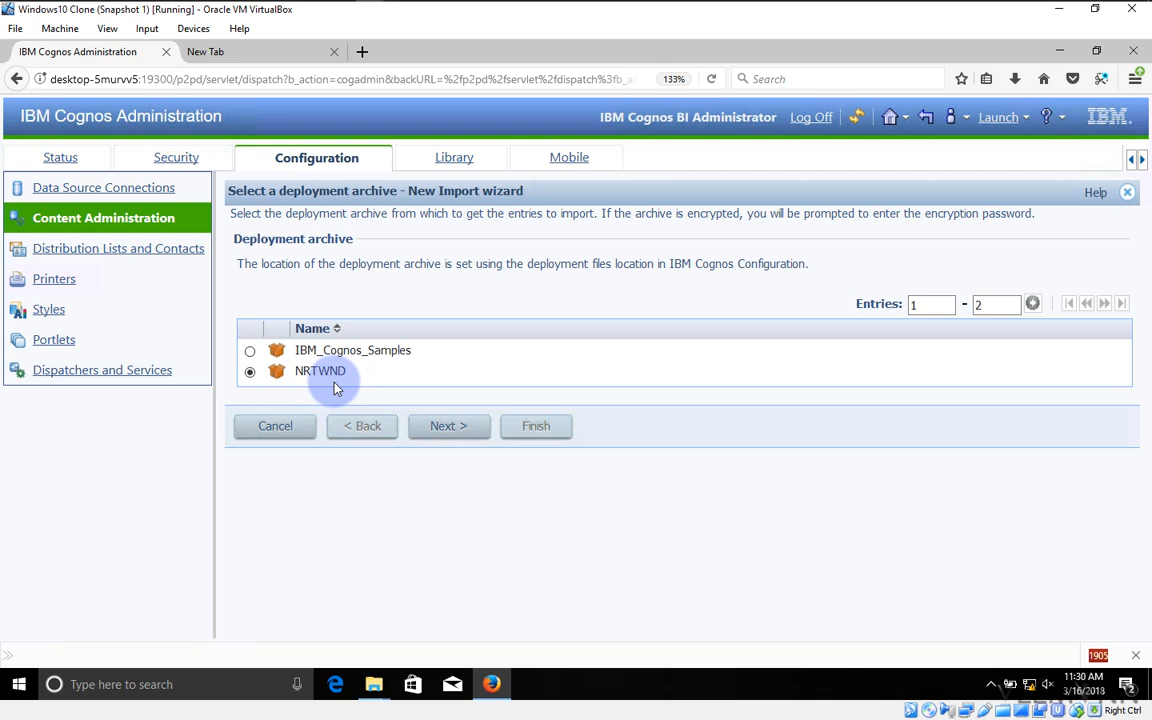 Windows10 Clone (Snapshot 1) [Running] - Oracle VM VirtualBox
File Machine View Input Devices Help
IBM Cognos Administration New Tab
desktop-5murvv5:19300/p2pd/servlet/dispatch?b_action=cogadmin&backURL=%2fp2pd%2fservlet%2fdispatch%3fb_ac 133% Search
IBM Cognos Administration IBM Cognos BI Administrator Log Off Launch IBM.
Status Security Configuration Library Mobile
Data Source Connections
Content Administration
Distribution Lists and Contacts
Printers
Styles
Portlets
Dispatchers and Services
Select a deployment archive - New Import wizard Help
Select the deployment archive from which to get the entries to import. If the archive is encrypted, you will be prompted to enter the encryption password.
Deployment archive
The location of the deployment archive is set using the deployment files location in IBM Cognos Configuration.
Entries: 1 - 2
Name
IBM_Cognos_Samples
NRTWND
Cancel < Back Next > Finish
1905
Type here to search
11:30 AM
3/16/2018
2
Right Ctrl